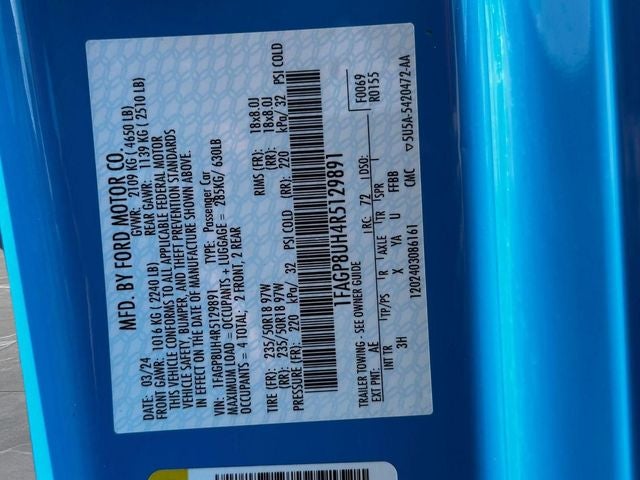 MFD. BY FORD MOTOR CO.
DATE: 03/24 GVWR: 2109 KG ( 4650 LB)
FRONT GAWR: 1016 KG ( 2240 LB) REAR GAWR: 1139 KG ( 2510 LB)
THIS VEHICLE CONFORMS TO ALL APPLICABLE FEDERAL MOTOR
VEHICLE SAFETY, BUMPER, AND THEFT PREVENTION STANDARDS
IN EFFECT ON THE DATE OF MANUFACTURE SHOWN ABOVE.
VIN: 1FAGP8UH4R5129891 TYPE: Passenger Car
MAXIMUM LOAD = OCCUPANTS + LUGGAGE = 285KG/ 630LB
OCCUPANTS = 4 TOTAL; 2 FRONT, 2 REAR
TIRE (FR): 235/50R18 97W RIMS (FR): 18x8.0J
TIRE (RR): 235/50R18 97W RIMS (RR): 18x8.0J
PRESSURE (FR): 220 kPa/ 32 PSI COLD (RR): 220 kPa/ 32 PSI COLD
1FAGP8UH4R5129891
TRAILER TOWING - SEE OWNER GUIDE F0069
EXT PNT: AE RC: 72 DSO: R0155
INT TR TP/PS R AXLE TR SPR
3H X YA U FFBB
1202403086161 CMC ▽5U5A-5420472-AA